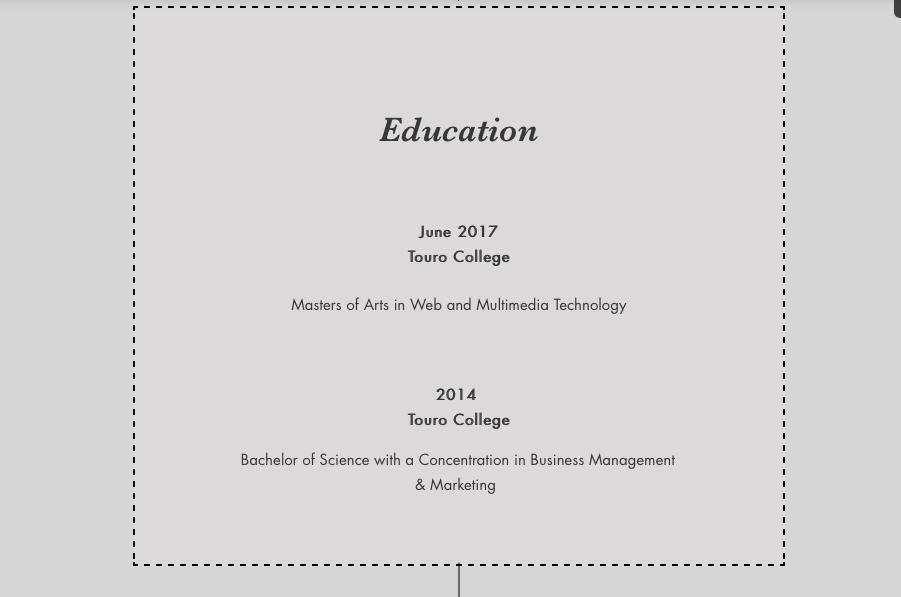 Education
June 2017
Touro College
Masters of Arts in Web and Multimedia Technology
2014
Touro College
Bachelor of Science with a Concentration in Business Management
& Marketing